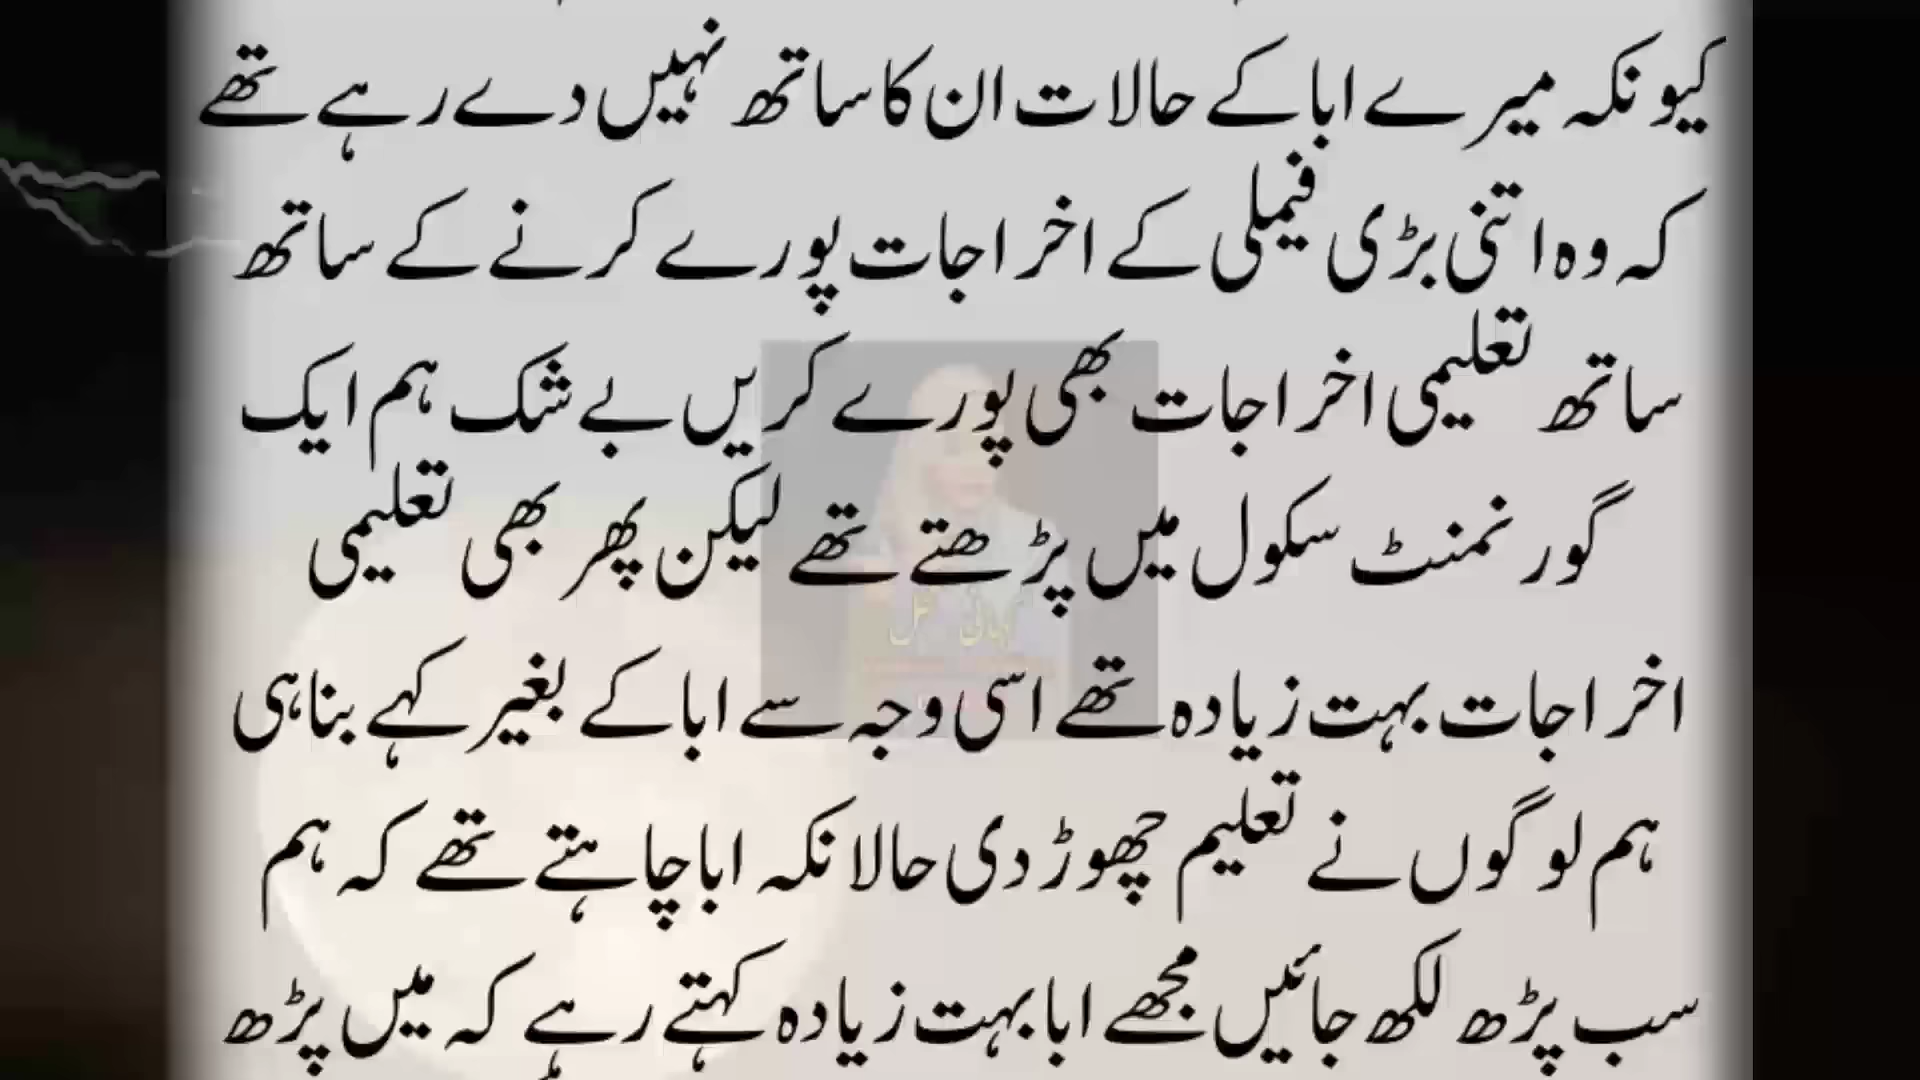 کیونکہ میرے ابا کے حالات ان کا ساتھ نہیں دے رہے تھے
کہ وہ اتنی بڑی فیملی کے اخراجات پورے کرنے کے ساتھ
ساتھ تعلیمی اخراجات بھی پورے کریں بے شک ہم ایک
گورنمنٹ سکول میں پڑھتے تھے لیکن پھر بھی تعلیمی
اخراجات بہت زیادہ تھے اسی وجہ سے ابا کے بغیر کہے بنا ہی
ہم لوگوں نے تعلیم چھوڑ دی حالانکہ ابا چاہتے تھے کہ ہم
سب پڑھ لکھ جائیں مجھے ابا بہت زیادہ کہتے رہے کہ میں پڑھ